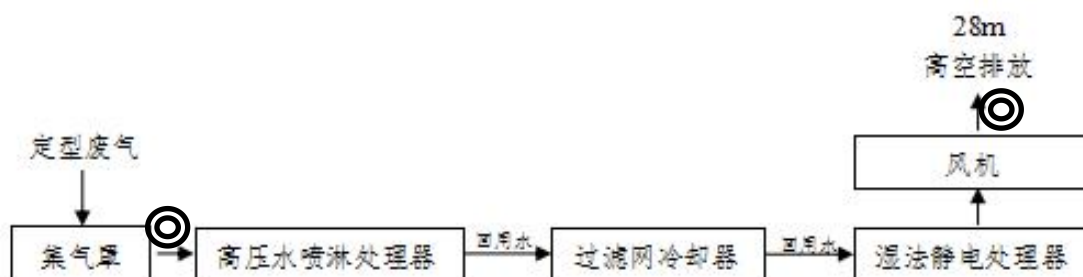 28m
高空排放
定型废气
风机
集气罩
高压水喷淋处理器
回用水
过滤网冷却器
回用水
湿法静电处理器